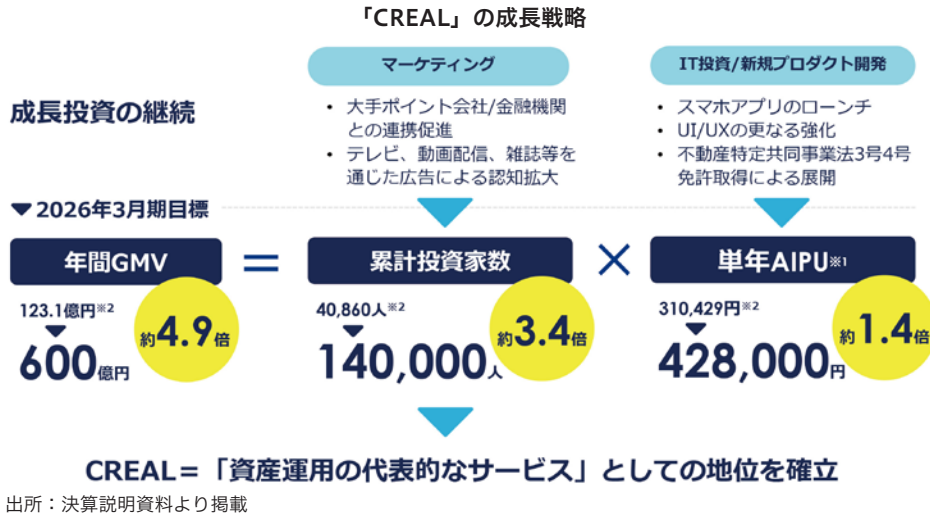 「CREAL」の成長戦略
マーケティング
IT投資/新規プロダクト開発
成長投資の継続
• 大手ポイント会社/金融機関
との連携促進
• テレビ、動画配信、雑誌等を
通じた広告による認知拡大
• スマホアプリのローンチ
• UI/UXの更なる強化
• 不動産特定共同事業法3号4号
免許取得による展開
▼2026年3月期目標
年間GMV = 累計投資家数 × 単年AIPU※1
123.1億円※2
約4.9倍
600億円
40,860人※2
約3.4倍
140,000人
310,429円※2
約1.4倍
428,000円
CREAL=「資産運用の代表的なサービス」としての地位を確立
出所：決算説明資料より掲載